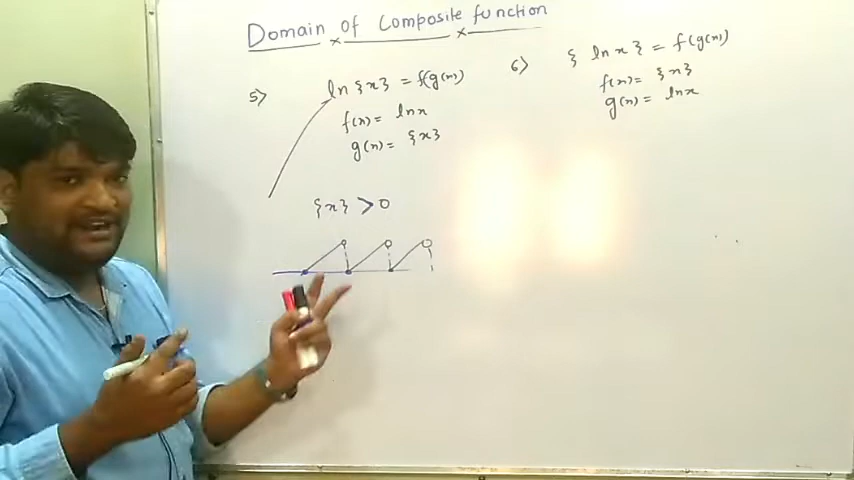 Domain of Composite function
5> ln {x} = f(g(x))
f(x) = ln x
g(x) = {x}
{x} > 0
6> { ln x } = f(g(x))
f(x) = {x}
g(x) = ln x